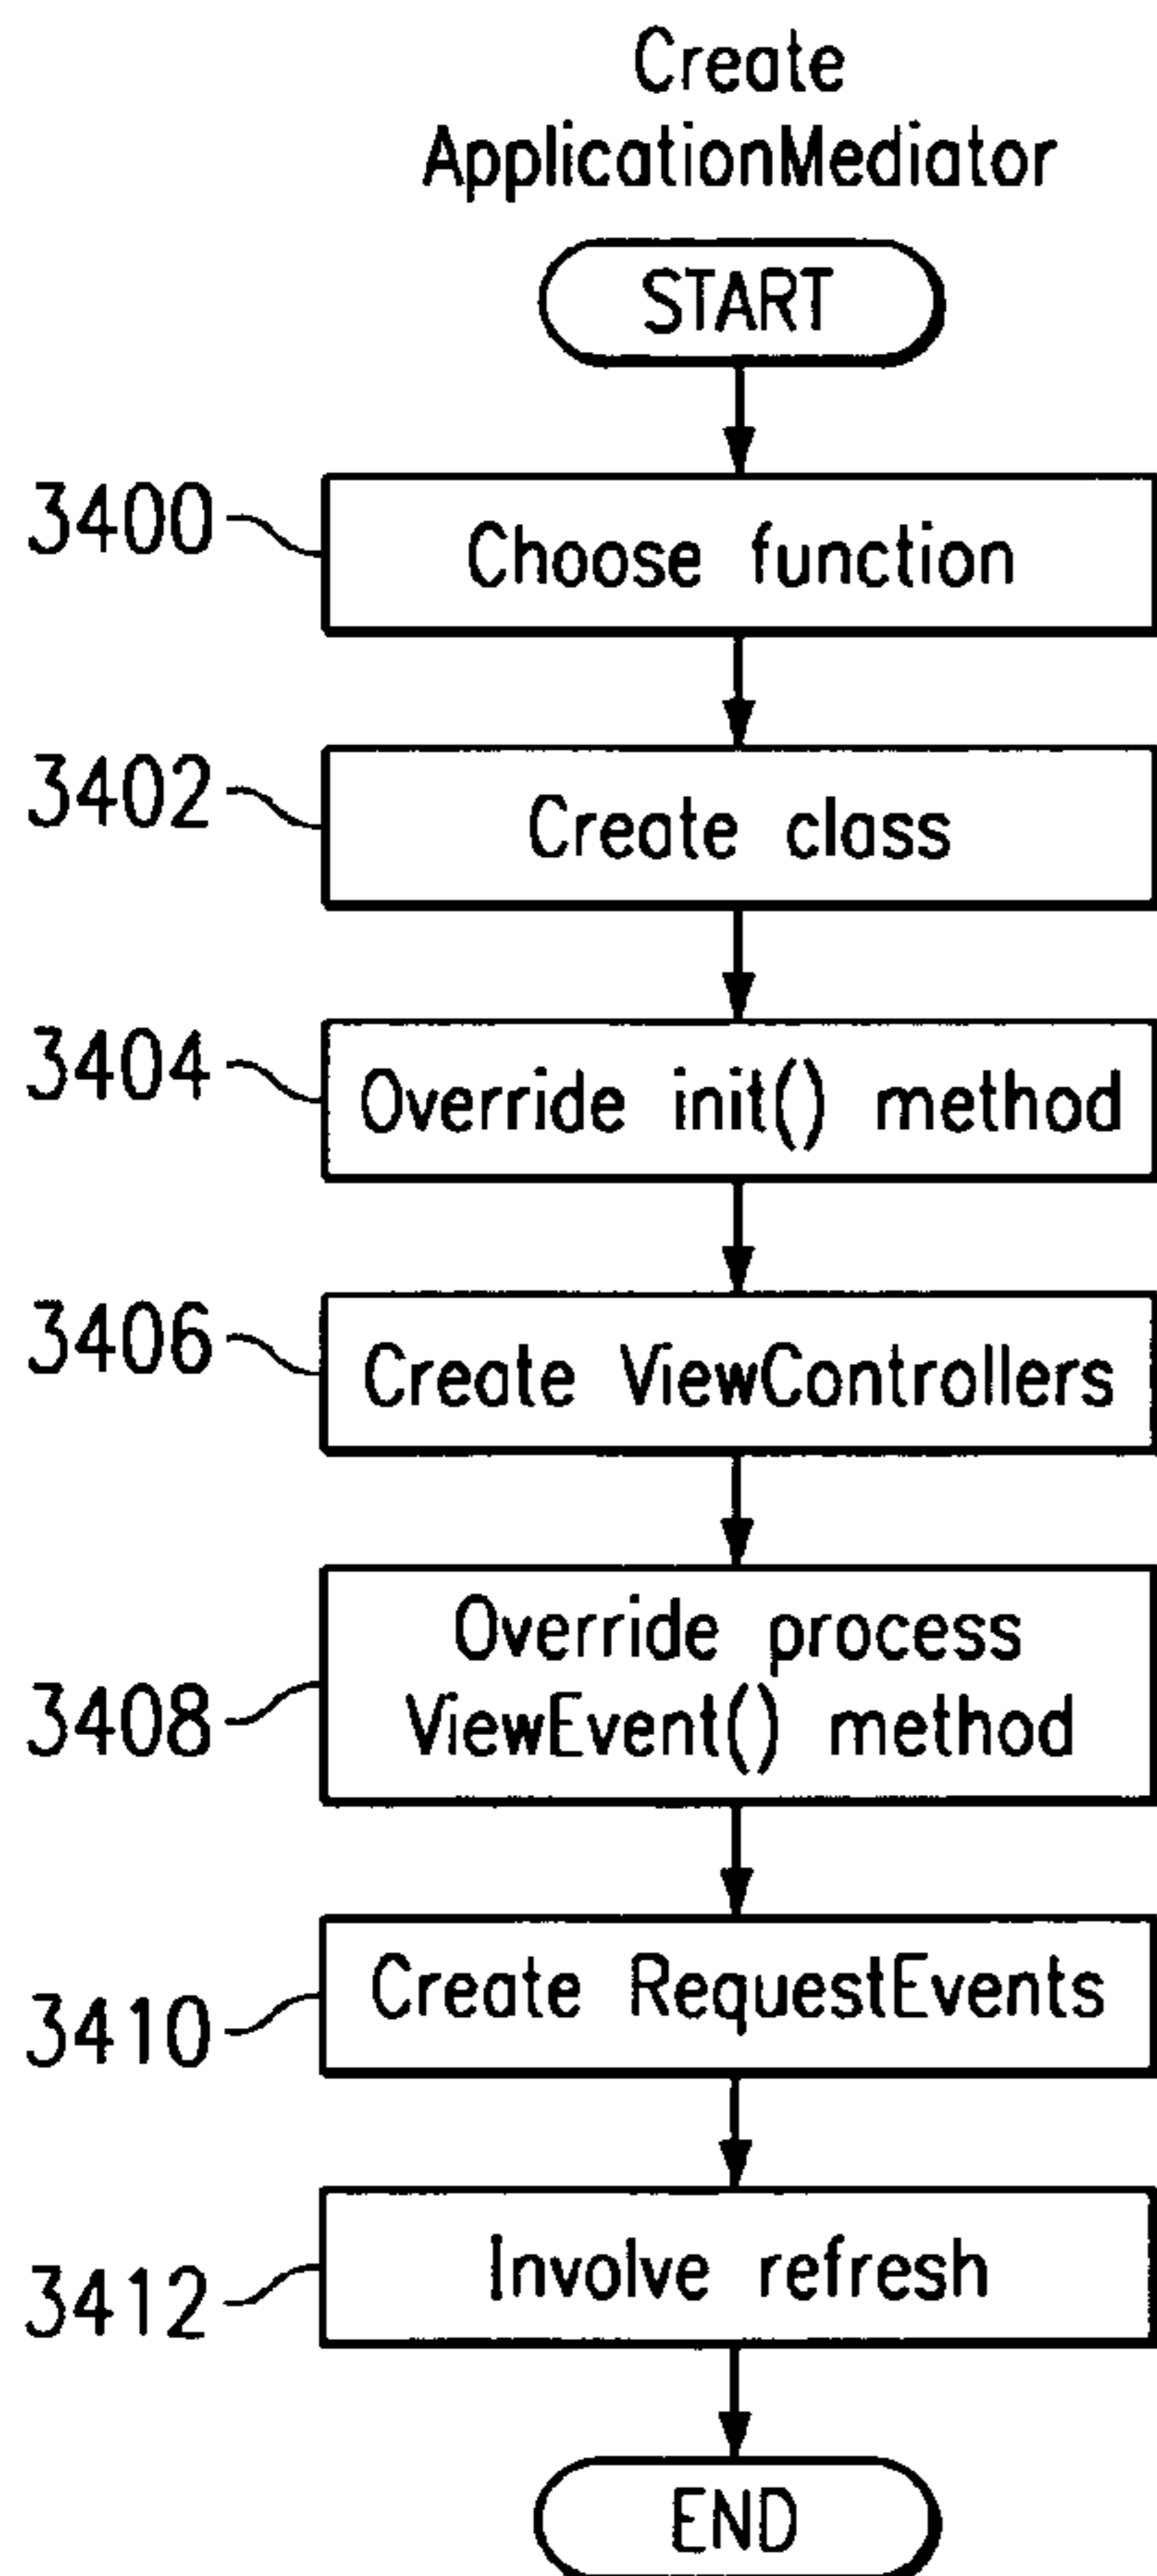 Create
ApplicationMediator
START
3400
Choose function
3402
Create class
3404
Override init() method
3406
Create ViewControllers
3408
Override process
ViewEvent() method
3410
Create RequestEvents
3412
Involve refresh
END